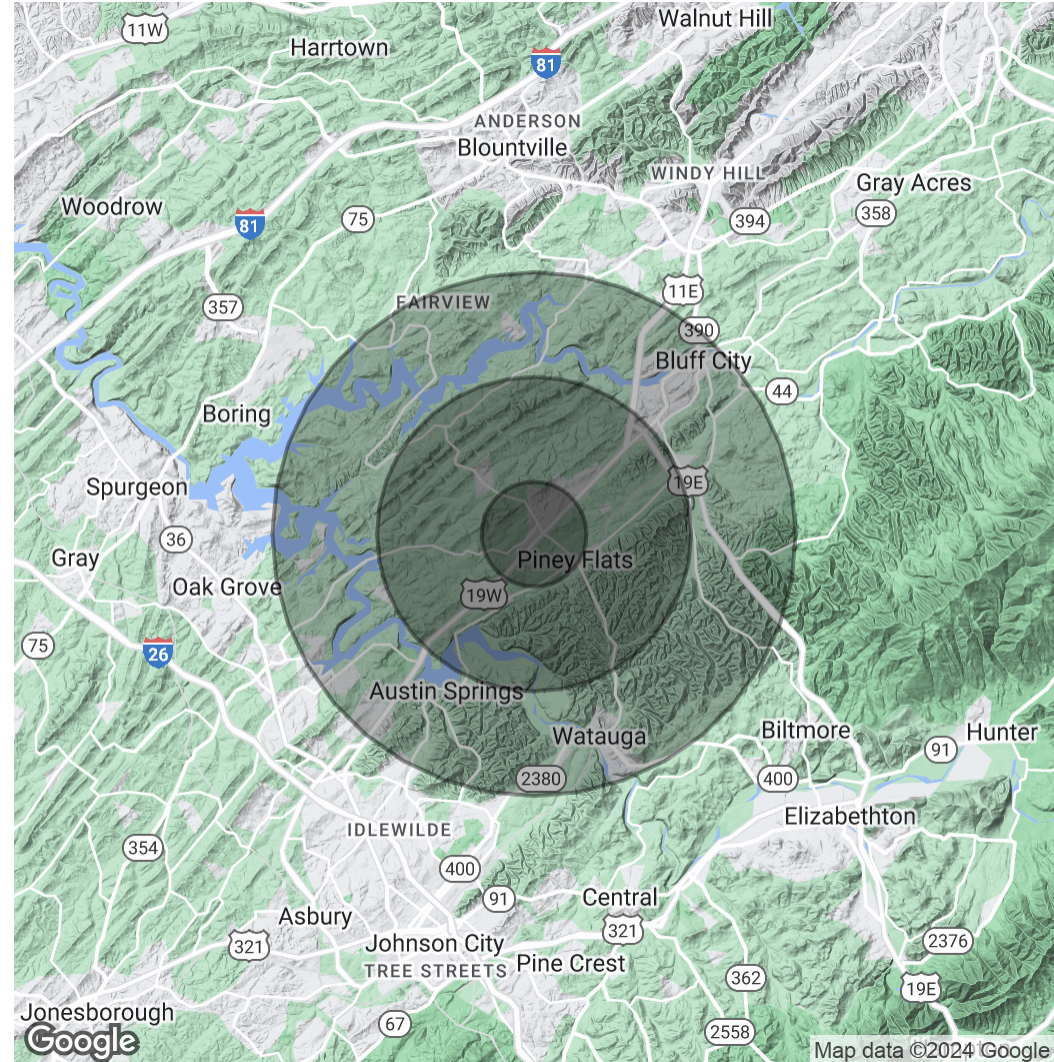 Walnut Hill
11W
Harrtown
81
ANDERSON
Blountville
WINDY HILL
Gray Acres
Woodrow
75
394
358
81
11E
FAIRVIEW
357
390
Bluff City
44
Boring
Spurgeon
19E
36
Gray
Piney Flats
Oak Grove
19W
75
26
Austin Springs
Watauga
Biltmore
Hunter
91
2380
400
Elizabethton
IDLEWILDE
354
400
91
Central
Asbury
321
321
Johnson City
2376
TREE STREETS
Pine Crest
362
19E
Jonesborough
67
2558
Google
Map data ©2024 Google